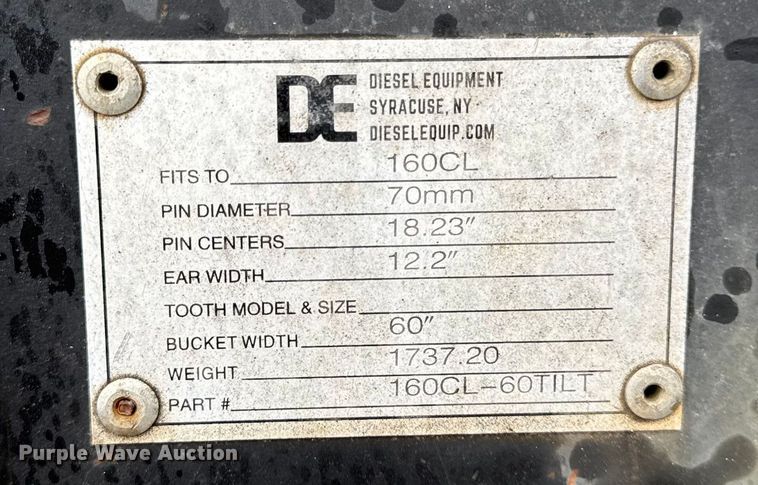 DE DIESEL EQUIPMENT
SYRACUSE, NY
DIESELEQUIP.COM
FITS TO 160CL
PIN DIAMETER 70mm
PIN CENTERS 18.23"
EAR WIDTH 12.2"
TOOTH MODEL & SIZE
BUCKET WIDTH 60"
WEIGHT 1737.20
PART # 160CL-60TILT
Purple Wave Auction